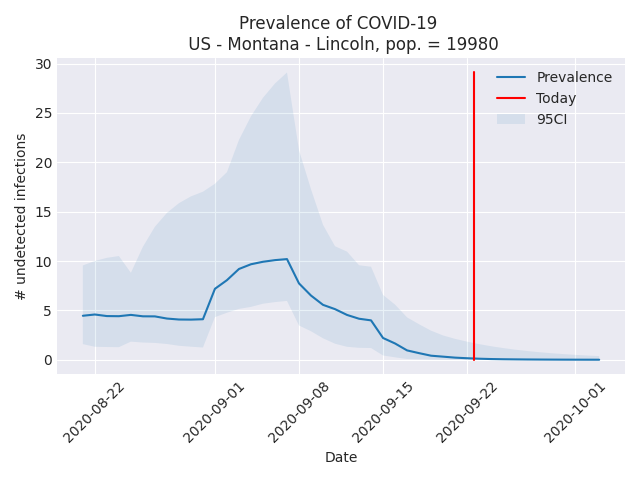 Prevalence of COVID-19
US - Montana - Lincoln, pop. = 19980
# undetected infections
30
25
20
15
10
5
0
Prevalence
Today
95CI
2020-08-22
2020-09-01
2020-09-08
2020-09-15
2020-09-22
2020-10-01
Date